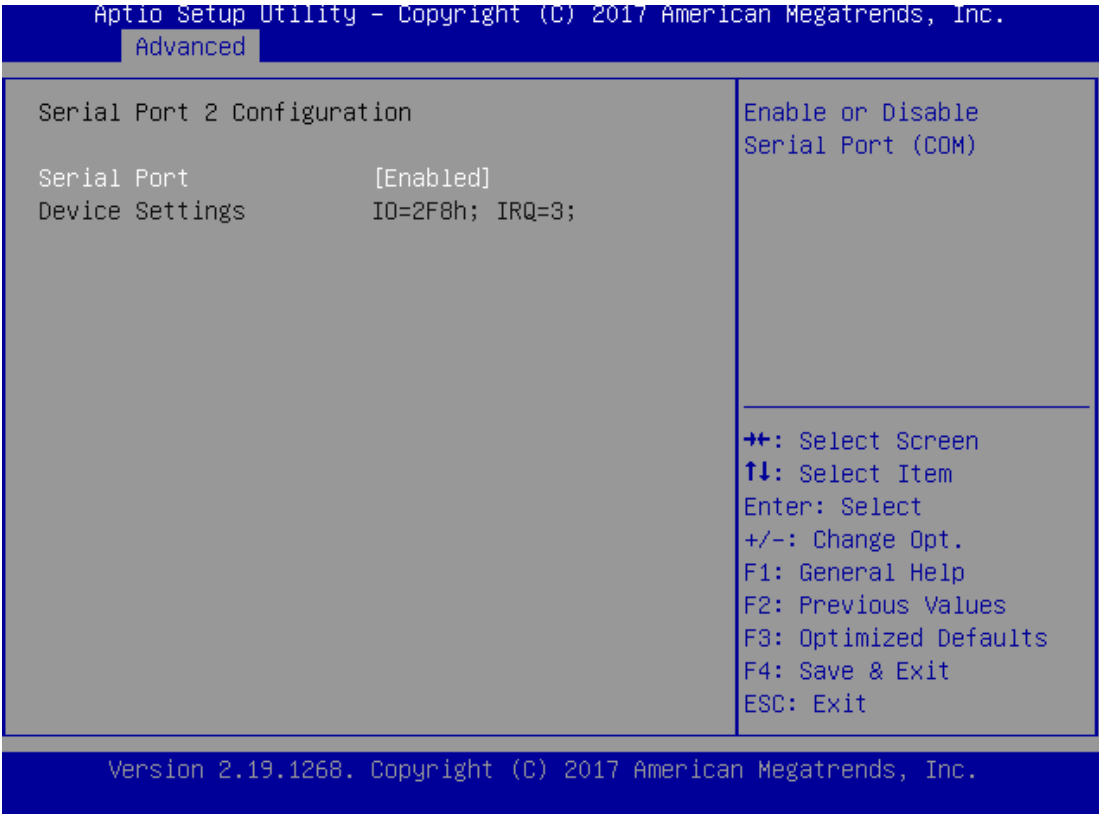 Aptio Setup Utility – Copyright (C) 2017 American Megatrends, Inc.
Advanced
Serial Port 2 Configuration
Serial Port [Enabled]
Device Settings IO=2F8h; IRQ=3;
Enable or Disable
Serial Port (COM)
→←: Select Screen
↑↓: Select Item
Enter: Select
+/-: Change Opt.
F1: General Help
F2: Previous Values
F3: Optimized Defaults
F4: Save & Exit
ESC: Exit
Version 2.19.1268. Copyright (C) 2017 American Megatrends, Inc.